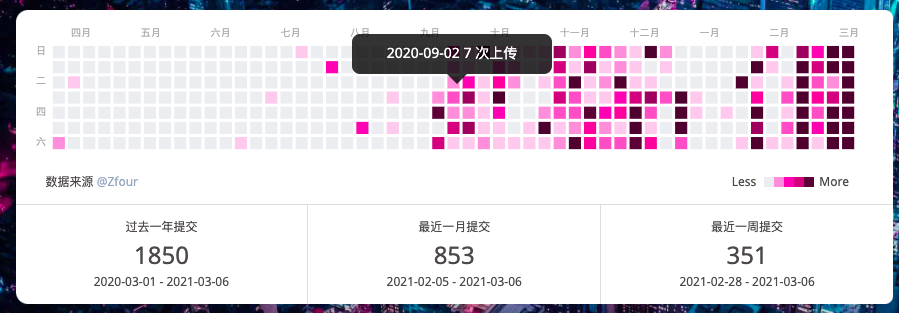 四月 五月 六月 七月 八月 九月 十月 十一月 十二月 一月 二月 三月
2020-09-02 7 次上传
日
二
四
六
数据来源 @Zfour
Less More
过去一年提交 最近一月提交 最近一周提交
1850 853 351
2020-03-01 - 2021-03-06 2021-02-05 - 2021-03-06 2021-02-28 - 2021-03-06